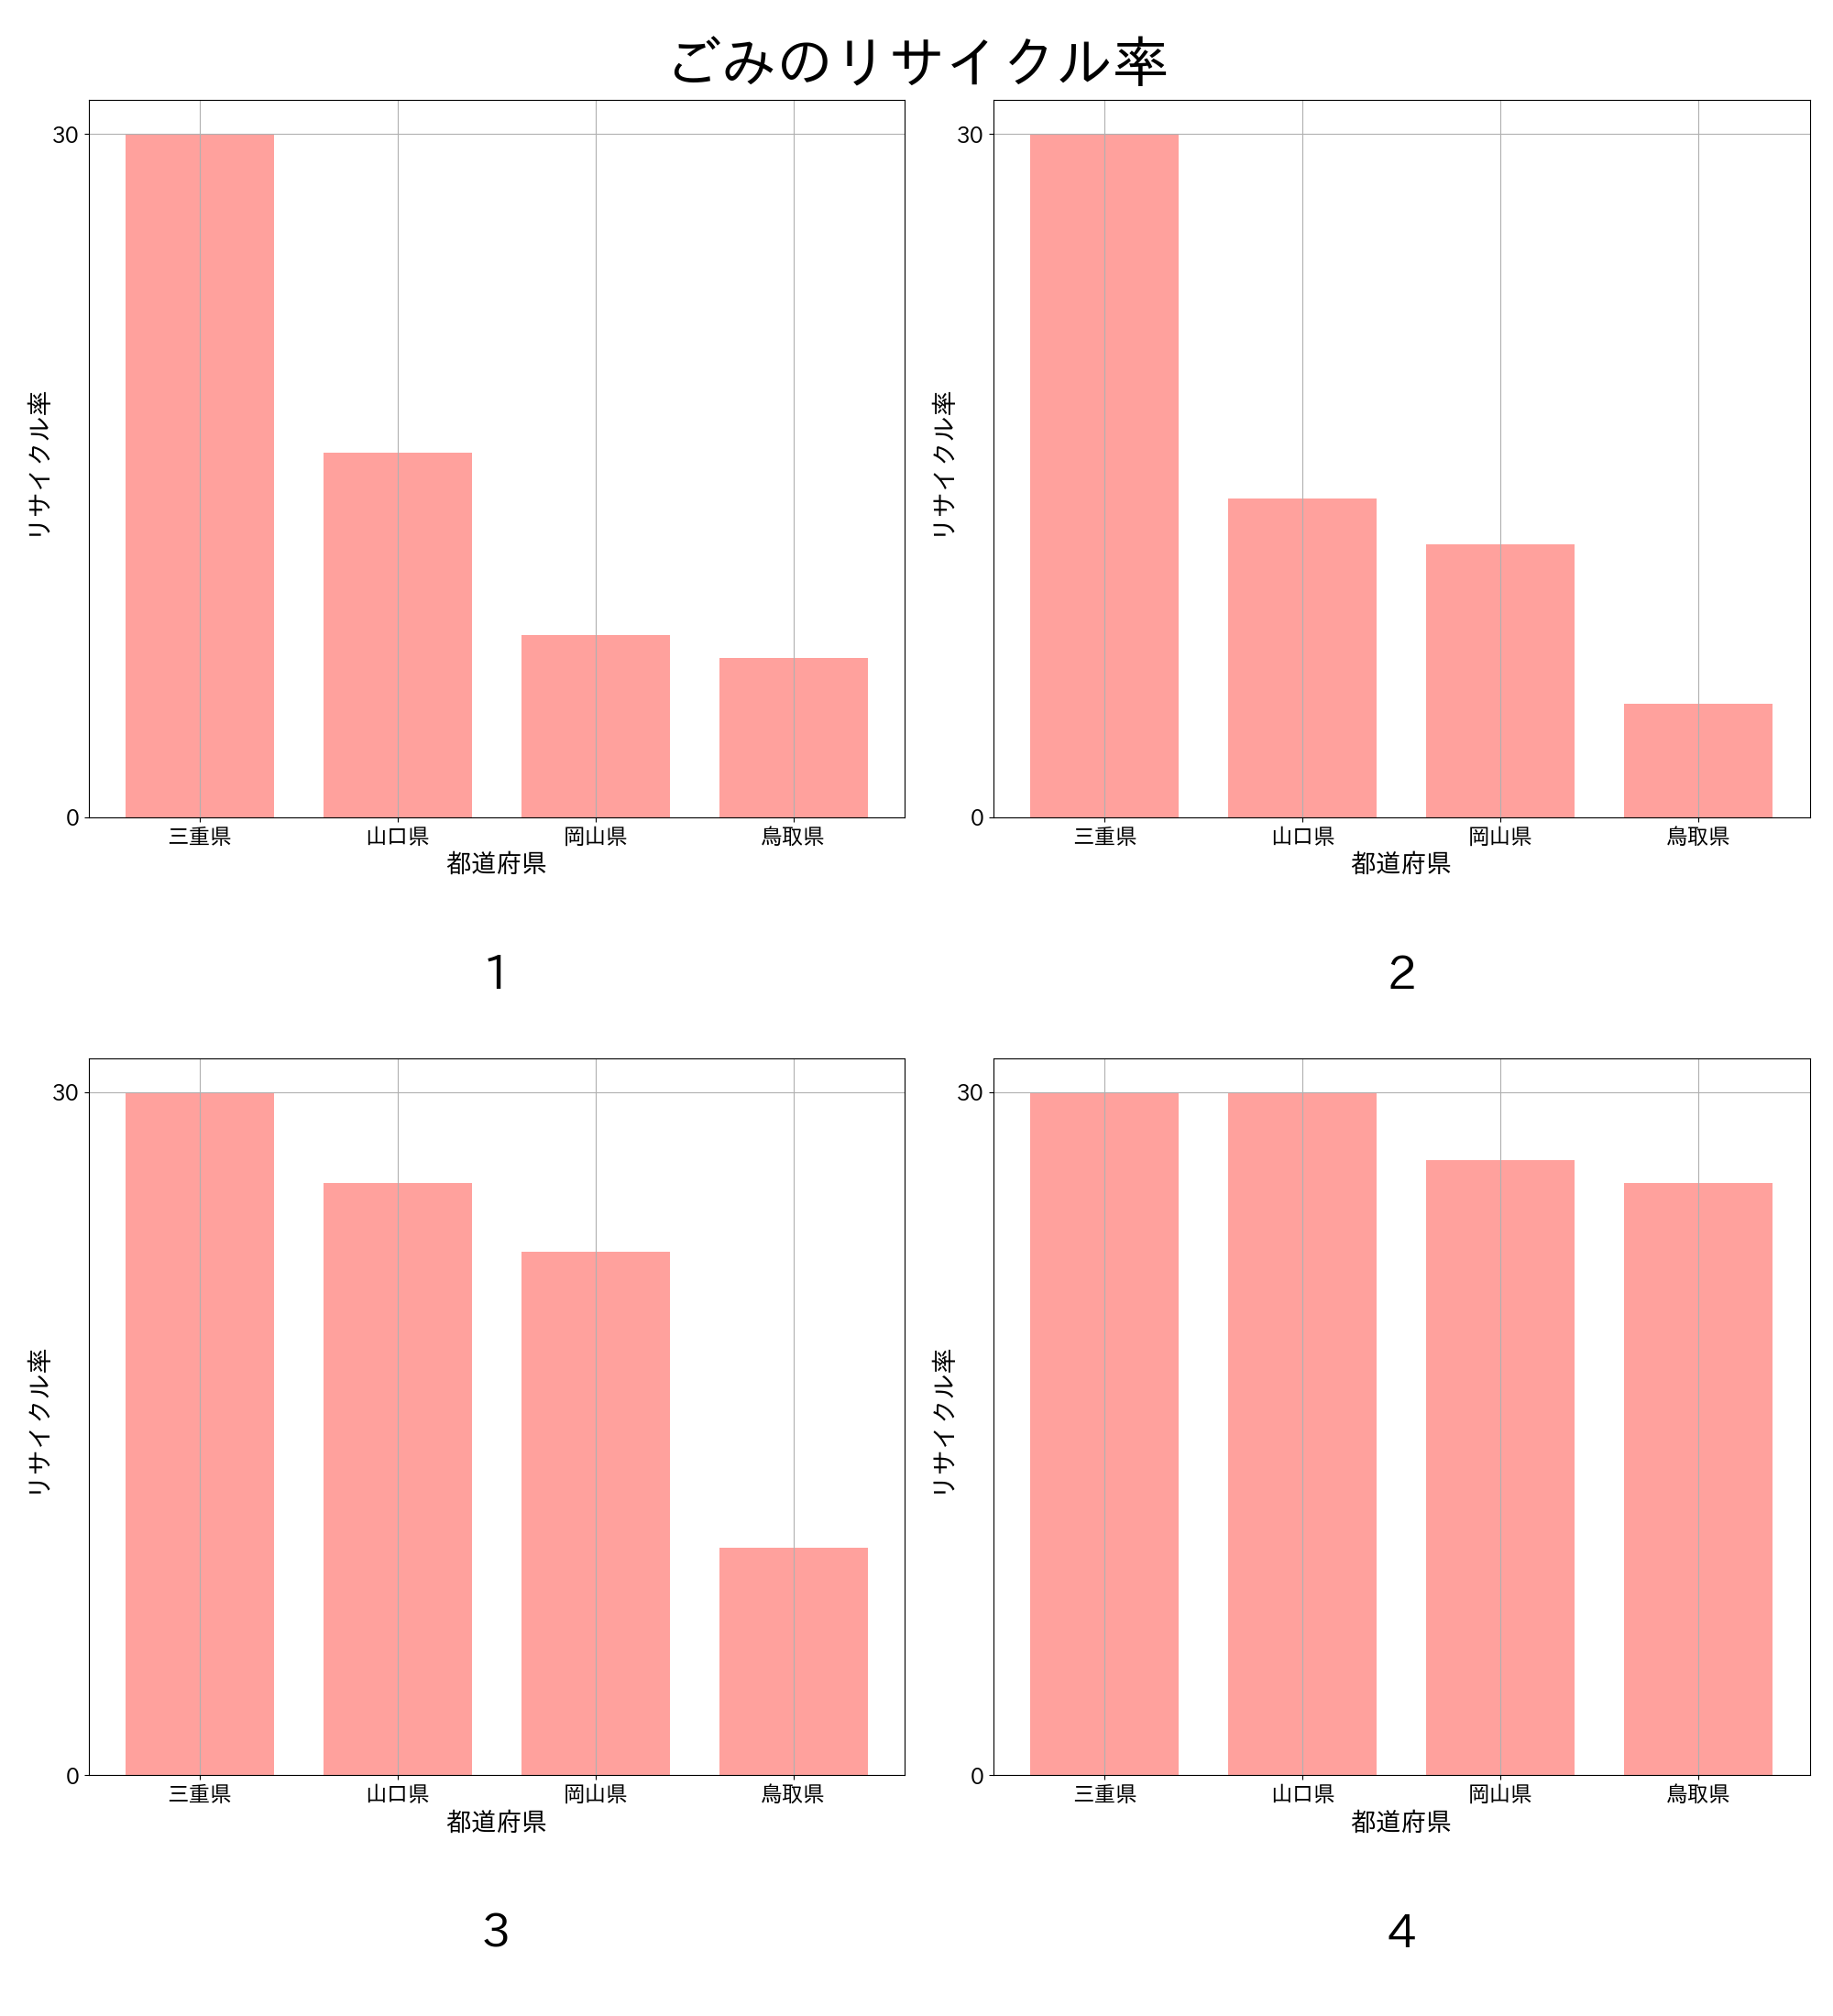 ごみのリサイクル率
リサイクル率
30
0
三重県 山口県 岡山県 鳥取県
都道府県
1
リサイクル率
30
0
三重県 山口県 岡山県 鳥取県
都道府県
2
リサイクル率
30
0
三重県 山口県 岡山県 鳥取県
都道府県
3
リサイクル率
30
0
三重県 山口県 岡山県 鳥取県
都道府県
4